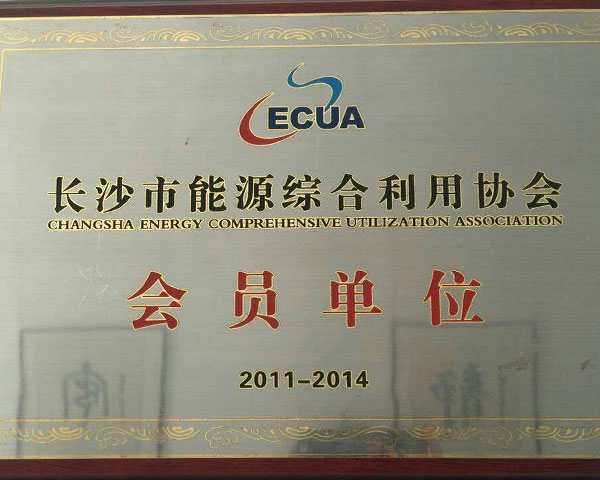 ECUA
长沙市能源综合利用协会
CHANGSHA ENERGY COMPREHENSIVE UTILIZATION ASSOCIATION
会员单位
2011-2014